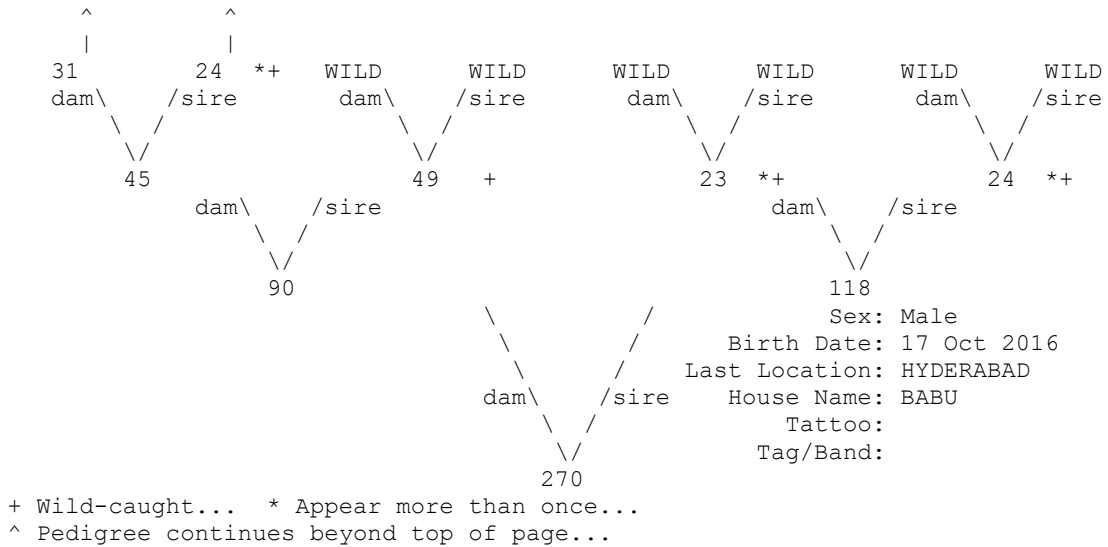 ^ ^
| |
31 24 *+ WILD WILD WILD WILD WILD WILD
dam\ /sire dam\ /sire dam\ /sire dam\ /sire
\ / \ / \ / \ /
\/ \/ \/ \/
45 49 + 23 *+ 24 *+
dam\ /sire dam\ /sire
\ / \ /
\/ \/
90 118
\ / Sex: Male
\ / Birth Date: 17 Oct 2016
\ / Last Location: HYDERABAD
dam\ /sire House Name: BABU
\ / Tattoo:
\/ Tag/Band:
270
+ Wild-caught... * Appear more than once...
^ Pedigree continues beyond top of page...